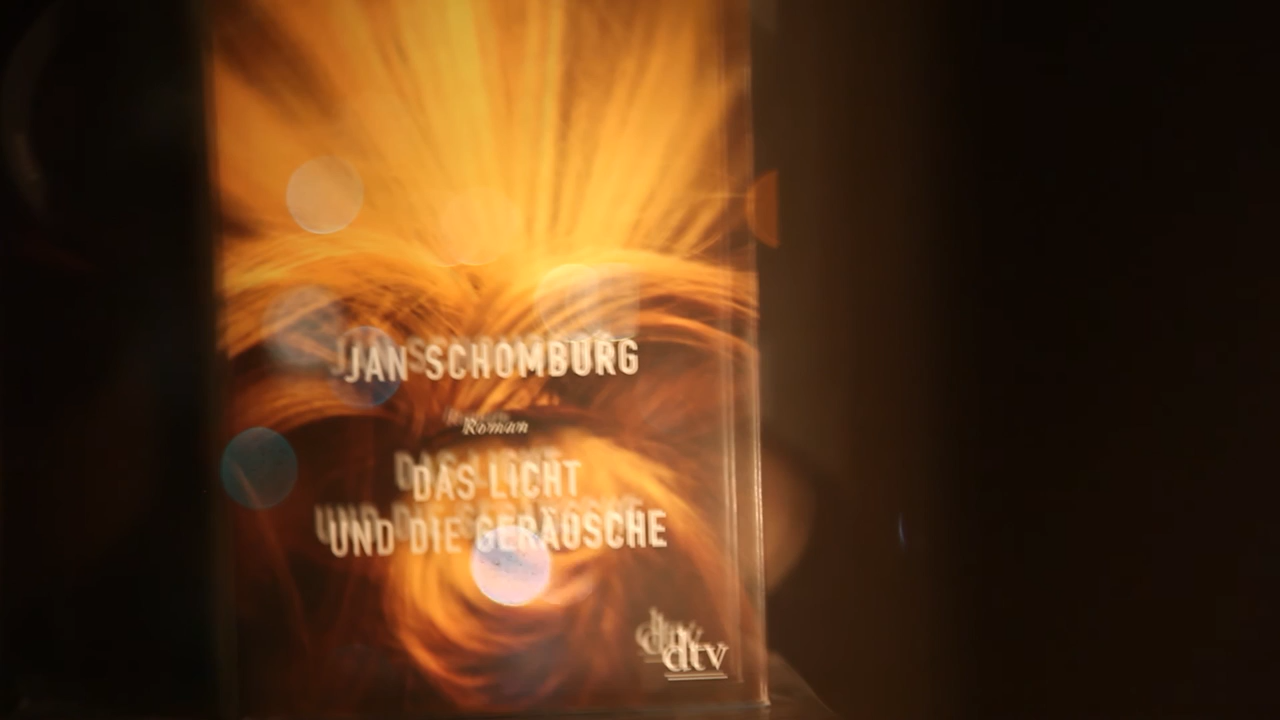 JAN SCHOMBURG
Roman
DAS LICHT
UND DIE GERÄUSCHE
dtv